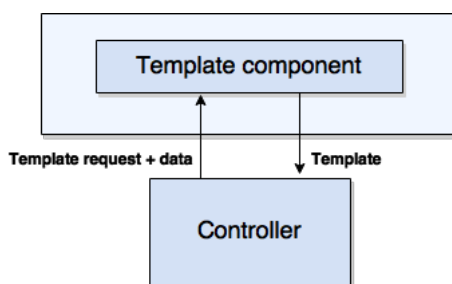 Template component
Template request + data
Template
Controller